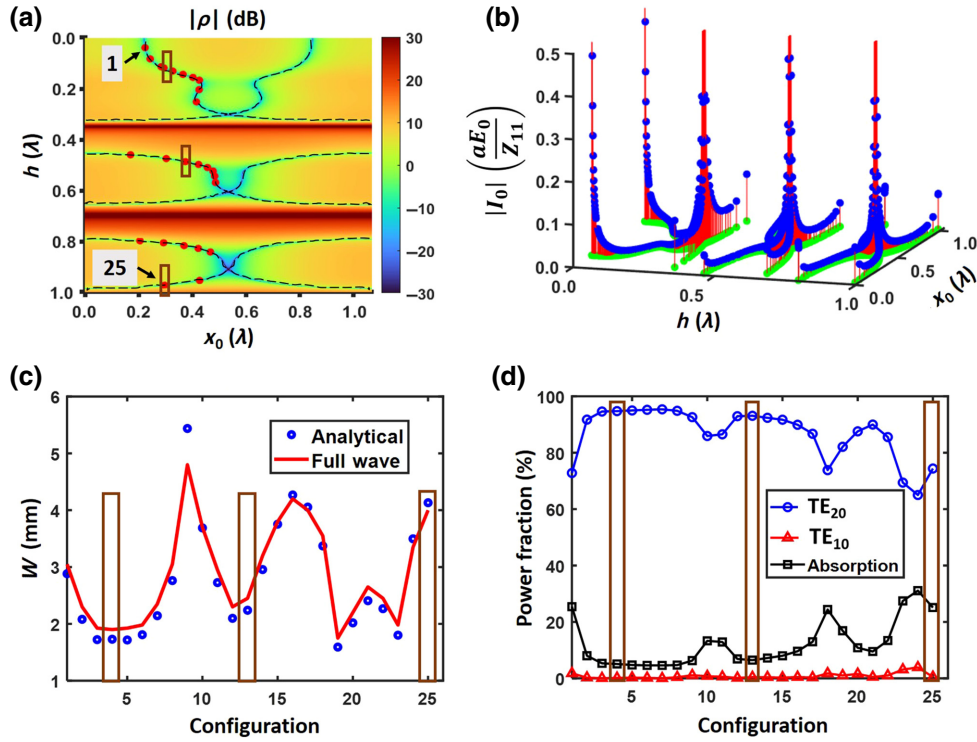 (a)
|ρ| (dB)
0.0
0.2
0.4
0.6
0.8
1.0
h (λ)
1
25
0.0 0.2 0.4 0.6 0.8 1.0
x₀ (λ)
30
20
10
0
−10
−20
−30
(b)
|I₀| (aE₀/Z₁₁)
0.5
0.4
0.3
0.2
0.1
0.0
0.0 0.5 1.0
h (λ)
0.0 0.5 1.0
x₀ (λ)
(c)
W (mm)
6
5
4
3
2
1
Analytical
Full wave
5 10 15 20 25
Configuration
(d)
Power fraction (%)
100
80
60
40
20
0
TE₂₀
TE₁₀
Absorption
5 10 15 20 25
Configuration